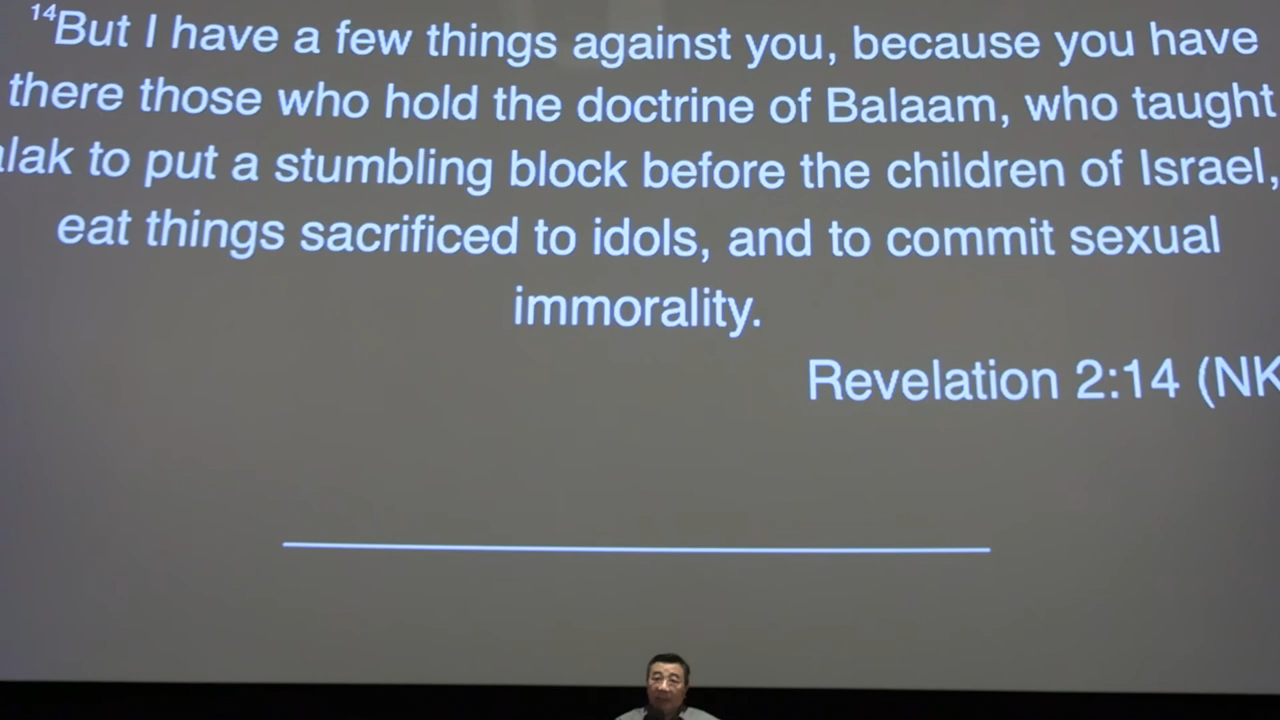 14But I have a few things against you, because you have
there those who hold the doctrine of Balaam, who taught
lak to put a stumbling block before the children of Israel,
eat things sacrificed to idols, and to commit sexual
immorality.
Revelation 2:14 (NK